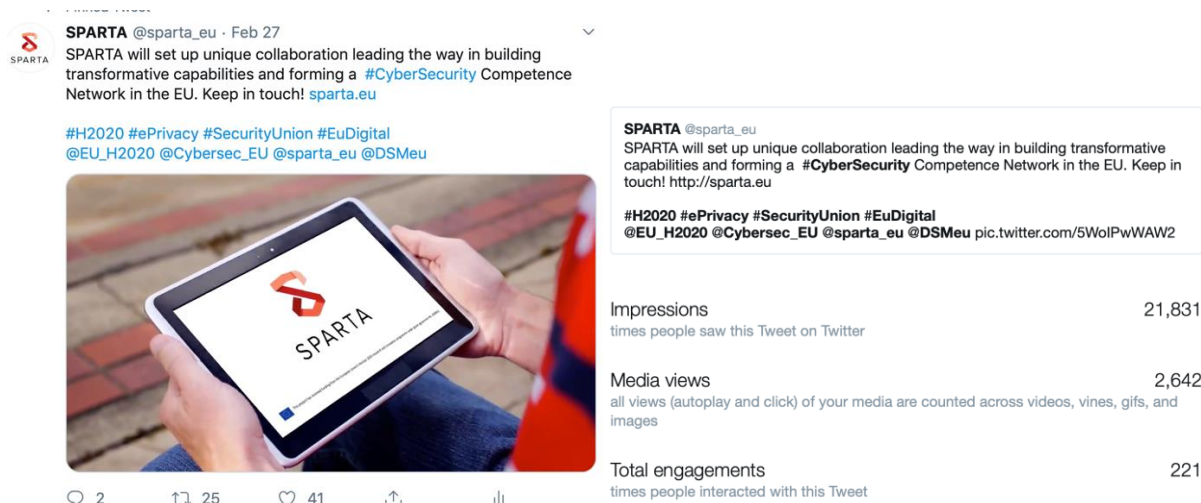 SPARTA @sparta_eu · Feb 27
SPARTA will set up unique collaboration leading the way in building
transformative capabilities and forming a #CyberSecurity Competence
Network in the EU. Keep in touch! sparta.eu
#H2020 #ePrivacy #SecurityUnion #EuDigital
@EU_H2020 @Cybersec_EU @sparta_eu @DSMeu
SPARTA
SPARTA
2 25 41
SPARTA @sparta_eu
SPARTA will set up unique collaboration leading the way in building transformative
capabilities and forming a #CyberSecurity Competence Network in the EU. Keep in
touch! http://sparta.eu
#H2020 #ePrivacy #SecurityUnion #EuDigital
@EU_H2020 @Cybersec_EU @sparta_eu @DSMeu pic.twitter.com/5WoIPwWAW2
Impressions 21,831
times people saw this Tweet on Twitter
Media views 2,642
all views (autoplay and click) of your media are counted across videos, vines, gifs, and
images
Total engagements 221
times people interacted with this Tweet